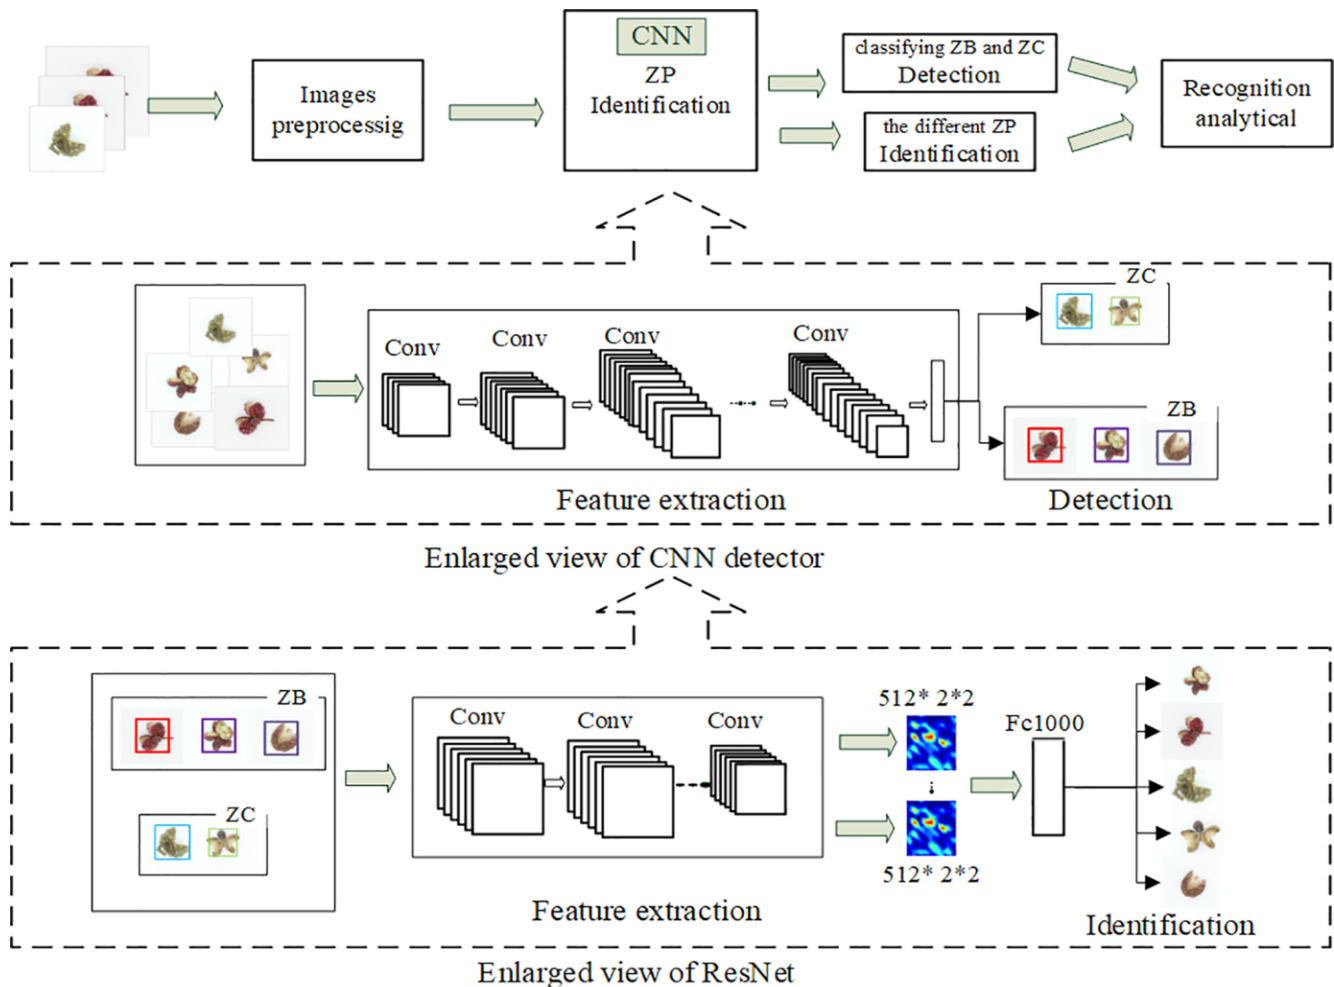 CNN
ZP
Identification
Images
preprocessig
classifying ZB and ZC
Detection
the different ZP
Identification
Recognition
analytical
ZC
Conv
Conv
Conv
Conv
ZB
Feature extraction
Detection
Enlarged view of CNN detector
ZB
ZC
Conv
Conv
Conv
512* 2*2
512* 2*2
Fc1000
Feature extraction
Identification
Enlarged view of ResNet